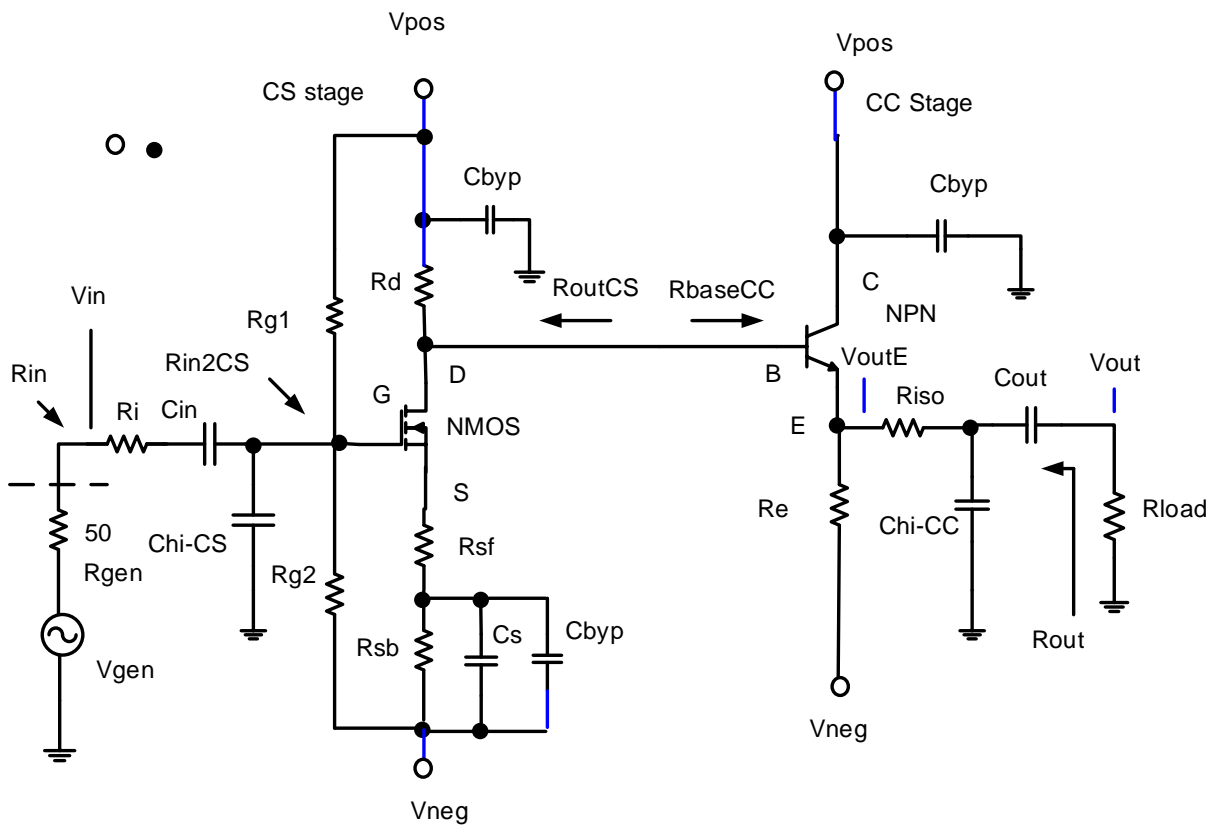 Vpos
Vpos
CS stage
CC Stage
Cbyp
Cbyp
Rd
RoutCS
RbaseCC
C
Vin
Rg1
NPN
Rin
Rin2CS
D
B
VoutE
Vout
Ri
Cin
G
Riso
Cout
NMOS
E
S
50
Rgen
Chi-CS
Rsf
Re
Chi-CC
Rload
Rg2
Rsb
Cs
Cbyp
Rout
Vgen
Vneg
Vneg